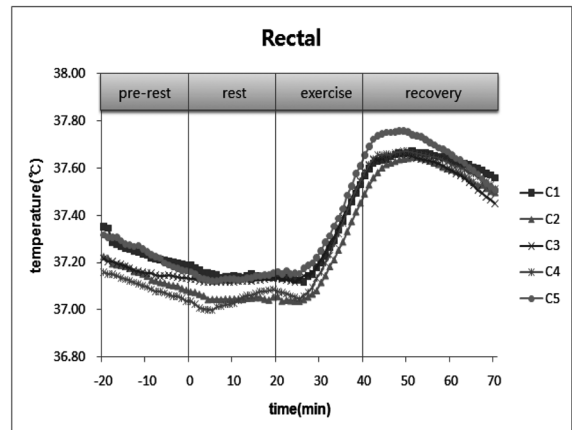 Rectal
38.00
pre-rest rest exercise recovery
37.80
37.60
37.40
37.20
37.00
36.80
temperature(℃)
-20 -10 0 10 20 30 40 50 60 70
time(min)
C1
C2
C3
C4
C5